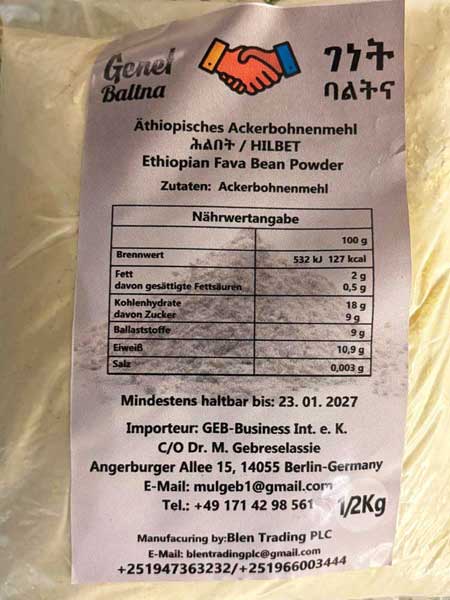 Genet
Baltna
ገነት
ባልትና
Äthiopisches Ackerbohnenmehl
ሕልበት / HILBET
Ethiopian Fava Bean Powder
Zutaten: Ackerbohnenmehl
Nährwertangabe
100 g
Brennwert 532 kJ 127 kcal
Fett 2 g
davon gesättigte Fettsäuren 0,5 g
Kohlenhydrate 18 g
davon Zucker 9 g
Ballaststoffe 9 g
Eiweiß 10,9 g
Salz 0,003 g
Mindestens haltbar bis: 23. 01. 2027
Importeur: GEB-Business Int. e. K.
C/O Dr. M. Gebreselassie
Angerburger Allee 15, 14055 Berlin-Germany
E-Mail: mulgeb1@gmail.com
Tel.: +49 171 42 98 561
1/2Kg
Manufacuring by:Blen Trading PLC
E-Mail: blentradingplc@gmail.com
+251947363232/+251966003444